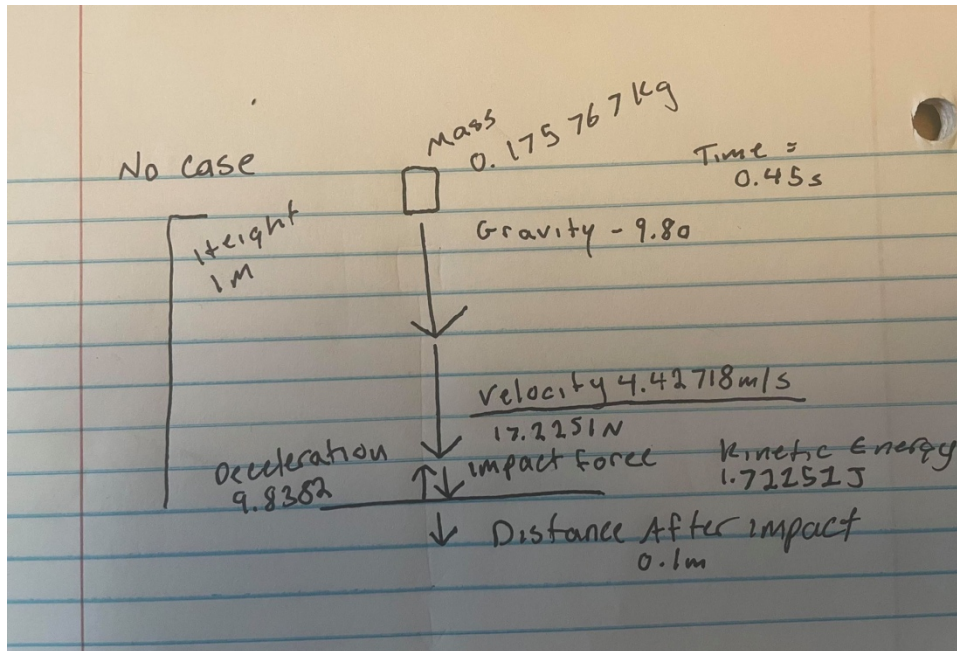 No case
Mass
0.175767kg
Time =
0.45s
Height
1M
Gravity - 9.80
Velocity 4.42718m/s
17.2251N
Deceleration
9.8382
impact force
Kinetic Energy
1.72251J
Distance After impact
0.1m